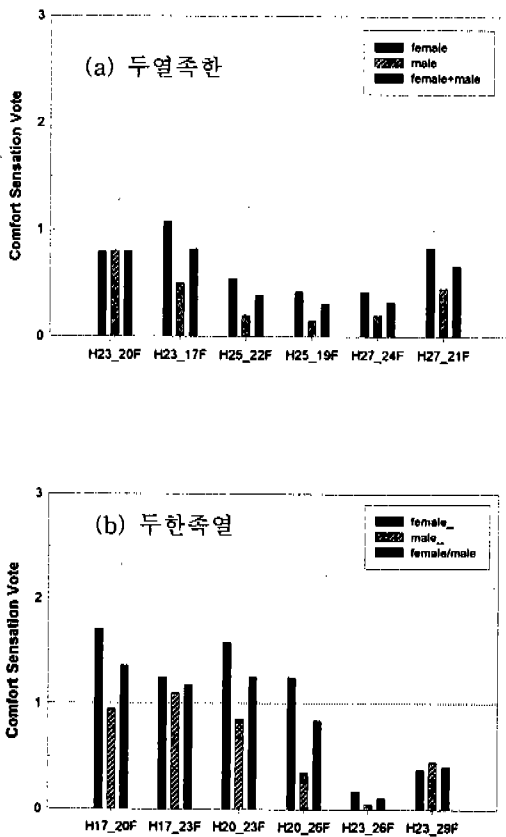 3
(a) 두열족한
female
male
female+male
2
Comfort Sensation Vote
1
0
H23_20F H23_17F H25_22F H25_19F H27_24F H27_21F
3
(b) 두한족열
female_
male_
female/male
2
Comfort Sensation Vote
1
0
H17_20F H17_23F H20_23F H20_26F H23_26F H23_29F